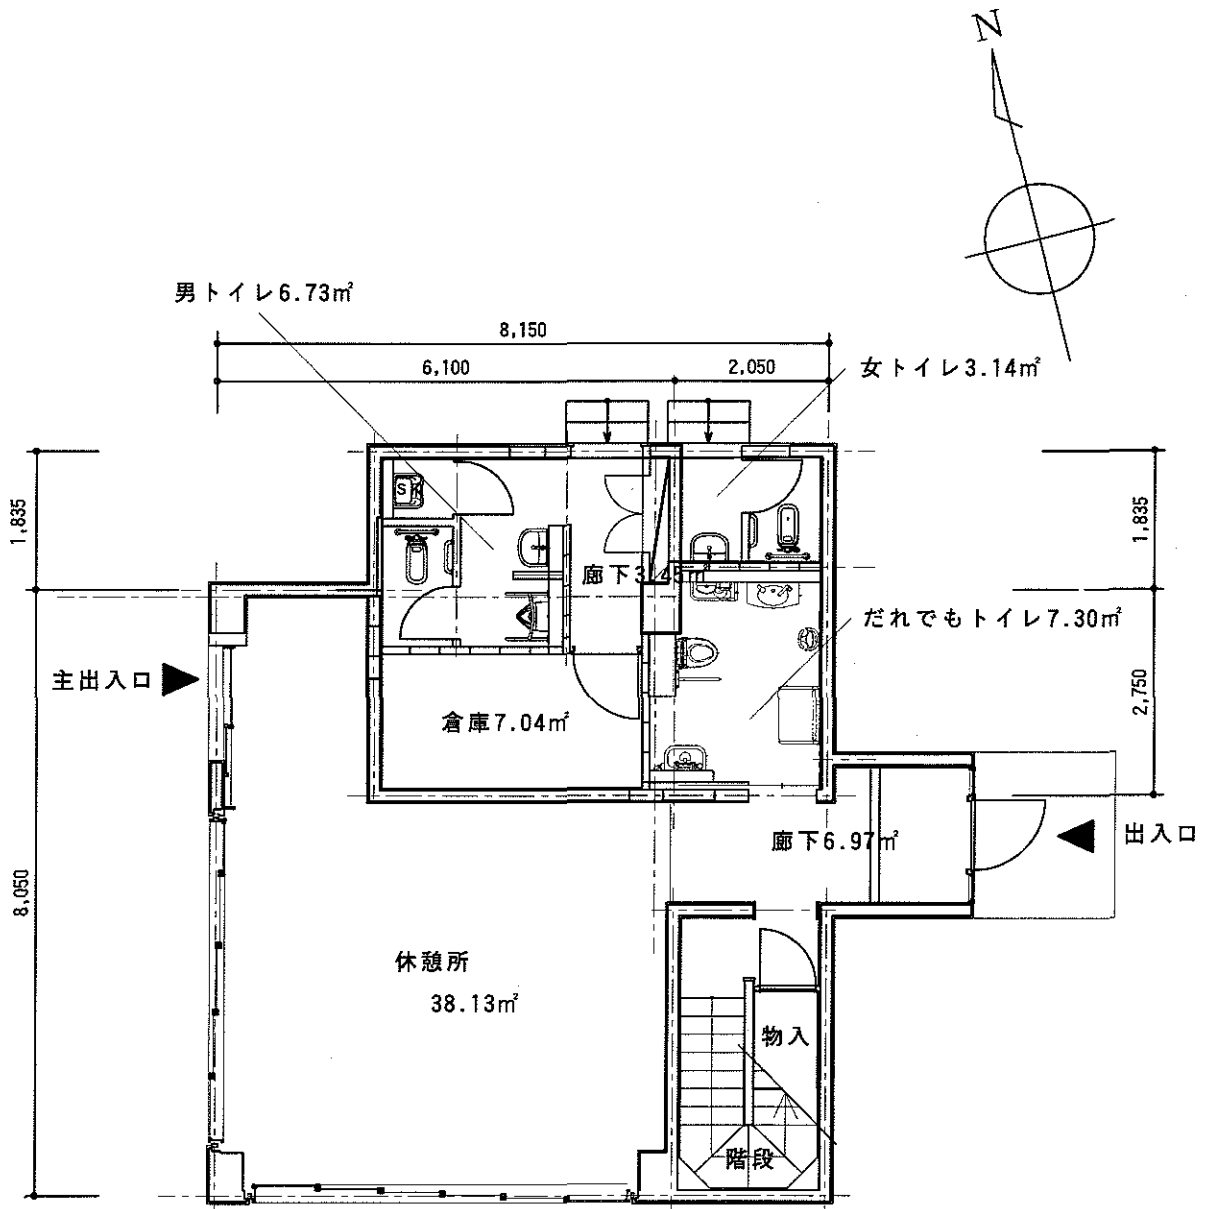 N
男トイレ6.73㎡
8,150
6,100
2,050
女トイレ3.14㎡
1,835
1,835
SK
廊下3.45
だれでもトイレ7.30㎡
主出入口
2,750
倉庫7.04㎡
廊下6.97㎡
出入口
8,050
休憩所
38.13㎡
物入
階段